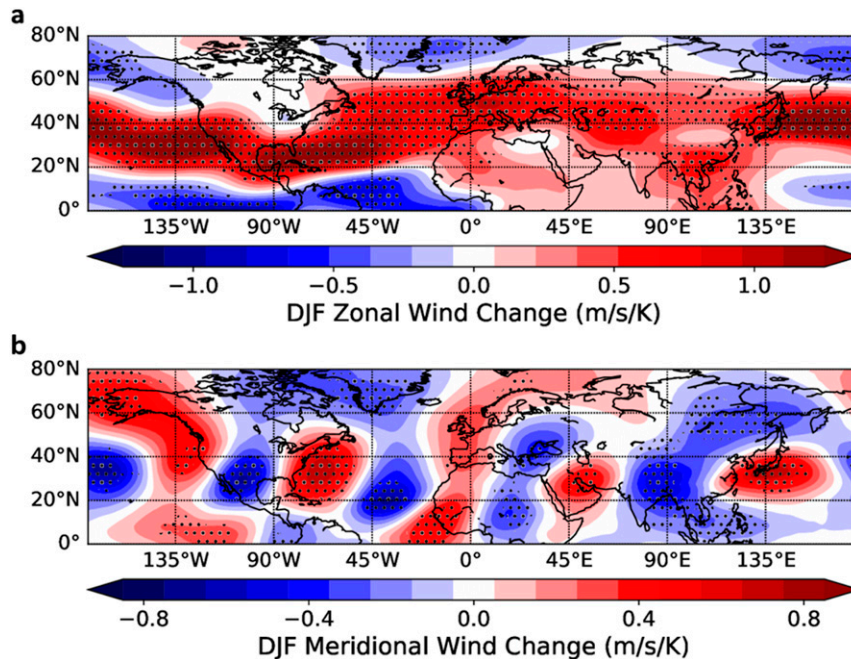 a
80°N
60°N
40°N
20°N
0°
135°W 90°W 45°W 0° 45°E 90°E 135°E
−1.0 −0.5 0.0 0.5 1.0
DJF Zonal Wind Change (m/s/K)
b
80°N
60°N
40°N
20°N
0°
135°W 90°W 45°W 0° 45°E 90°E 135°E
−0.8 −0.4 0.0 0.4 0.8
DJF Meridional Wind Change (m/s/K)